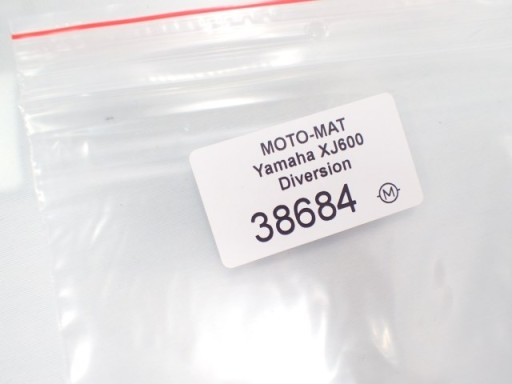 MOTO-MAT
Yamaha XJ600
Diversion
38684
M